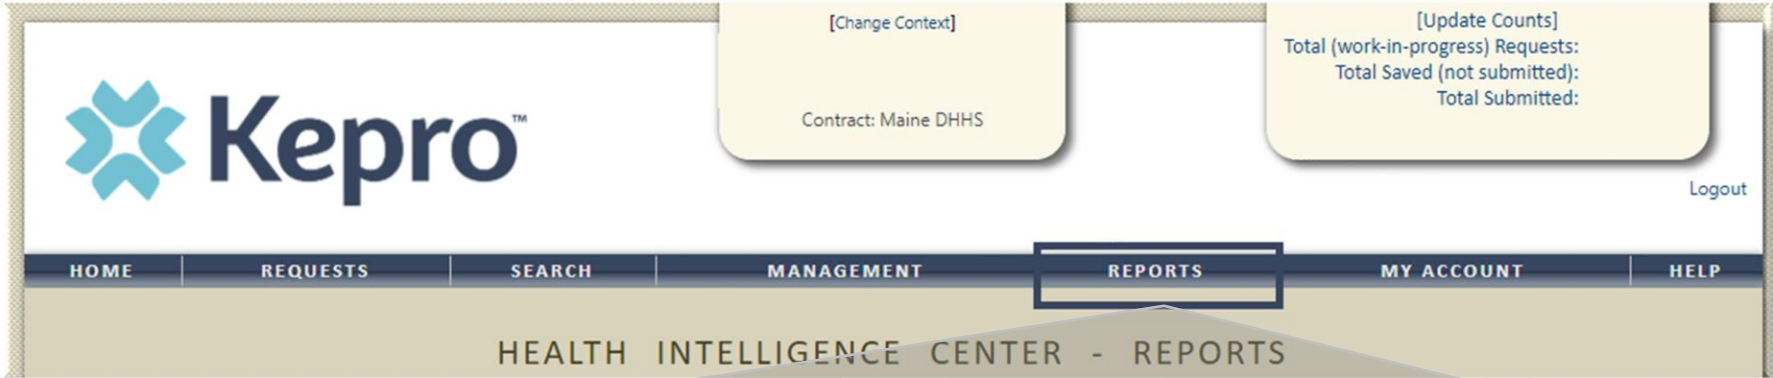 [Change Context]
Contract: Maine DHHS
[Update Counts]
Total (work-in-progress) Requests:
Total Saved (not submitted):
Total Submitted:
Kepro™
Logout
HOME REQUESTS SEARCH MANAGEMENT REPORTS MY ACCOUNT HELP
HEALTH INTELLIGENCE CENTER - REPORTS